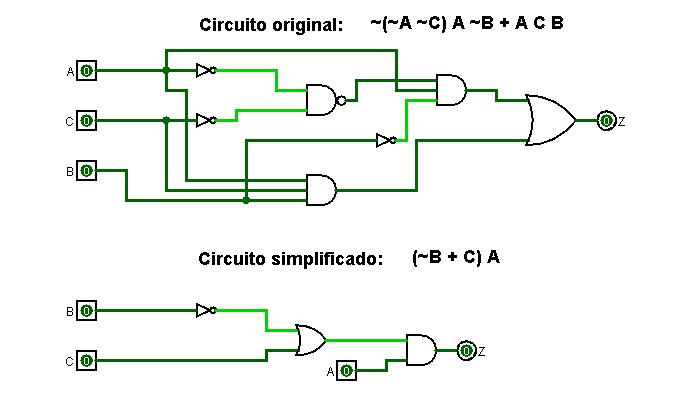 Circuito original: ~(~A ~C) A ~B + A C B
A 0
C 0
B 0
0 Z
Circuito simplificado: (~B + C) A
B 0
C 0
A 0
0 Z